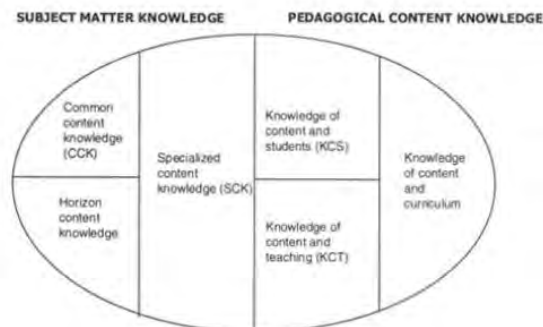 SUBJECT MATTER KNOWLEDGE
PEDAGOGICAL CONTENT KNOWLEDGE
Common
content
knowledge
(CCK)
Horizon
content
knowledge
Specialized
content
knowledge (SCK)
Knowledge of
content and
students (KCS)
Knowledge of
content and
teaching (KCT)
Knowledge
of content
and
curriculum